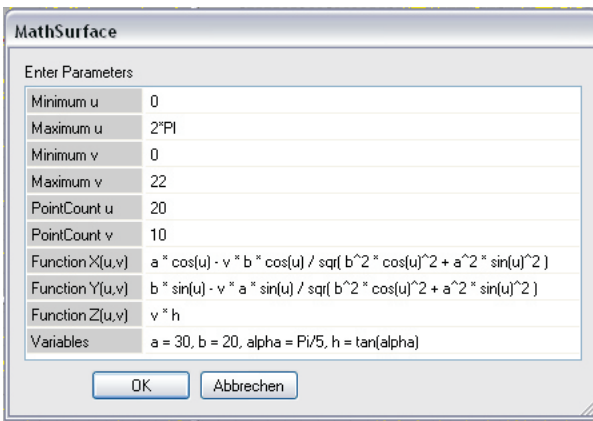 MathSurface
Enter Parameters
Minimum u 0
Maximum u 2*PI
Minimum v 0
Maximum v 22
PointCount u 20
PointCount v 10
Function X(u,v) a * cos(u) - v * b * cos(u) / sqr( b^2 * cos(u)^2 + a^2 * sin(u)^2 )
Function Y(u,v) b * sin(u) - v * a * sin(u) / sqr( b^2 * cos(u)^2 + a^2 * sin(u)^2 )
Function Z(u,v) v * h
Variables a = 30, b = 20, alpha = Pi/5, h = tan(alpha)
OK Abbrechen